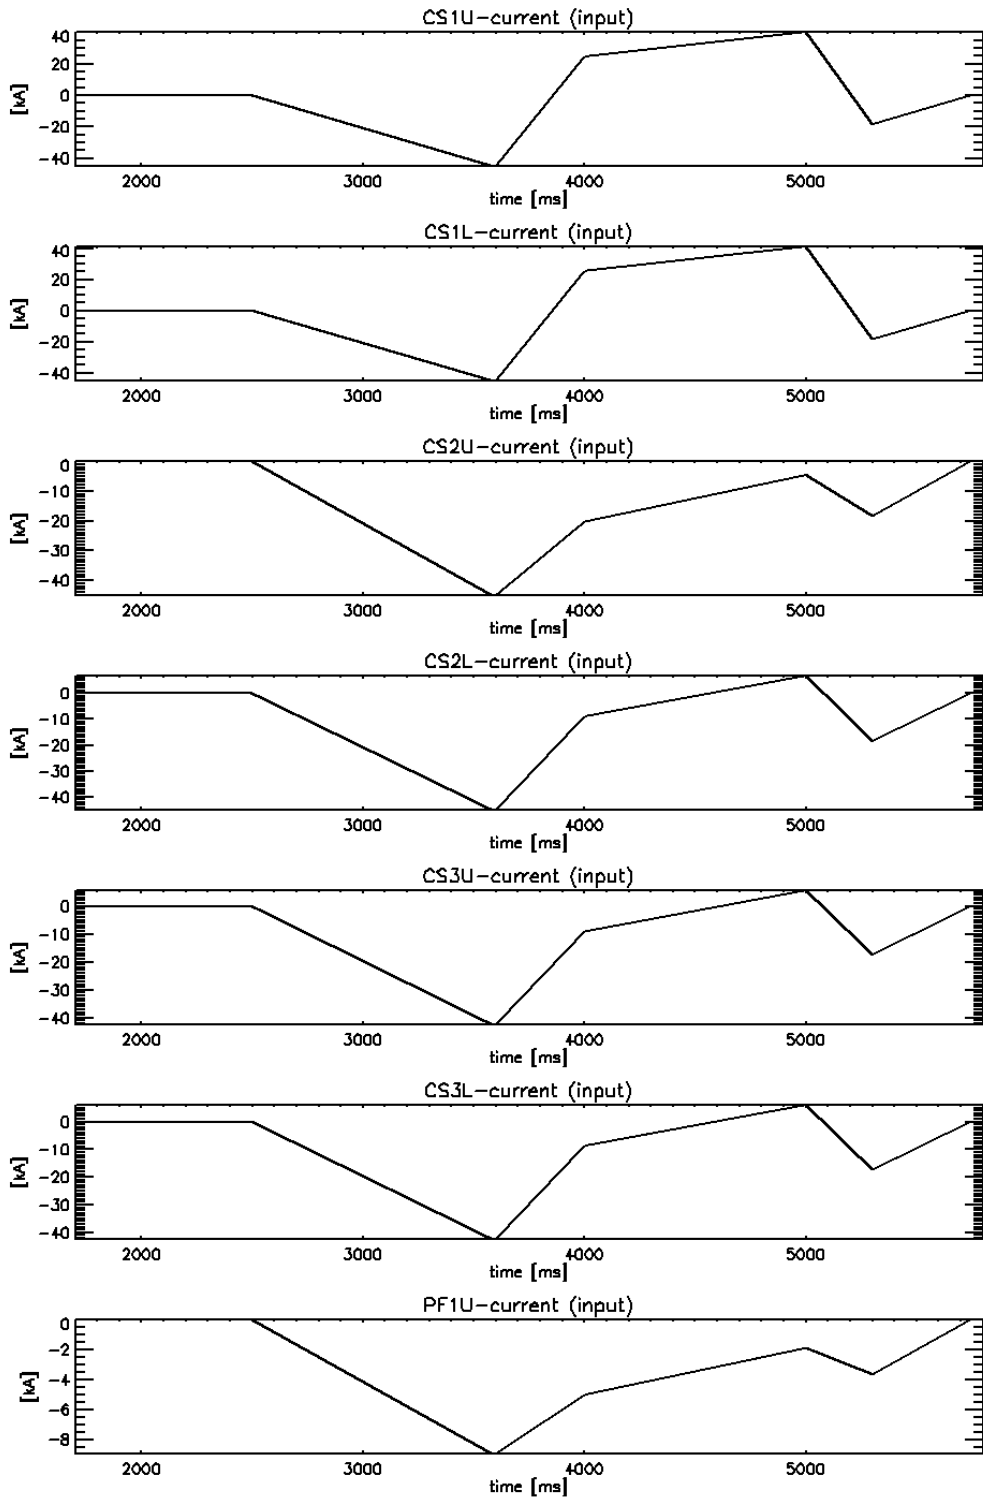 CS1U-current (input)
40
20
0
-20
-40
[kA]
2000 3000 4000 5000
time [ms]
CS1L-current (input)
40
20
0
-20
-40
[kA]
2000 3000 4000 5000
time [ms]
CS2U-current (input)
0
-10
-20
-30
-40
[kA]
2000 3000 4000 5000
time [ms]
CS2L-current (input)
0
-10
-20
-30
-40
[kA]
2000 3000 4000 5000
time [ms]
CS3U-current (input)
0
-10
-20
-30
-40
[kA]
2000 3000 4000 5000
time [ms]
CS3L-current (input)
0
-10
-20
-30
-40
[kA]
2000 3000 4000 5000
time [ms]
PF1U-current (input)
0
-2
-4
-6
-8
[kA]
2000 3000 4000 5000
time [ms]